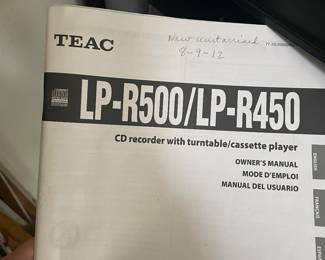 TEAC
New unit arrived
8-9-12
LP-R500/LP-R450
CD recorder with turntable/cassette player
OWNER'S MANUAL
MODE D'EMPLOI
MANUAL DEL USUARIO
ENGLISH
FRANÇAIS